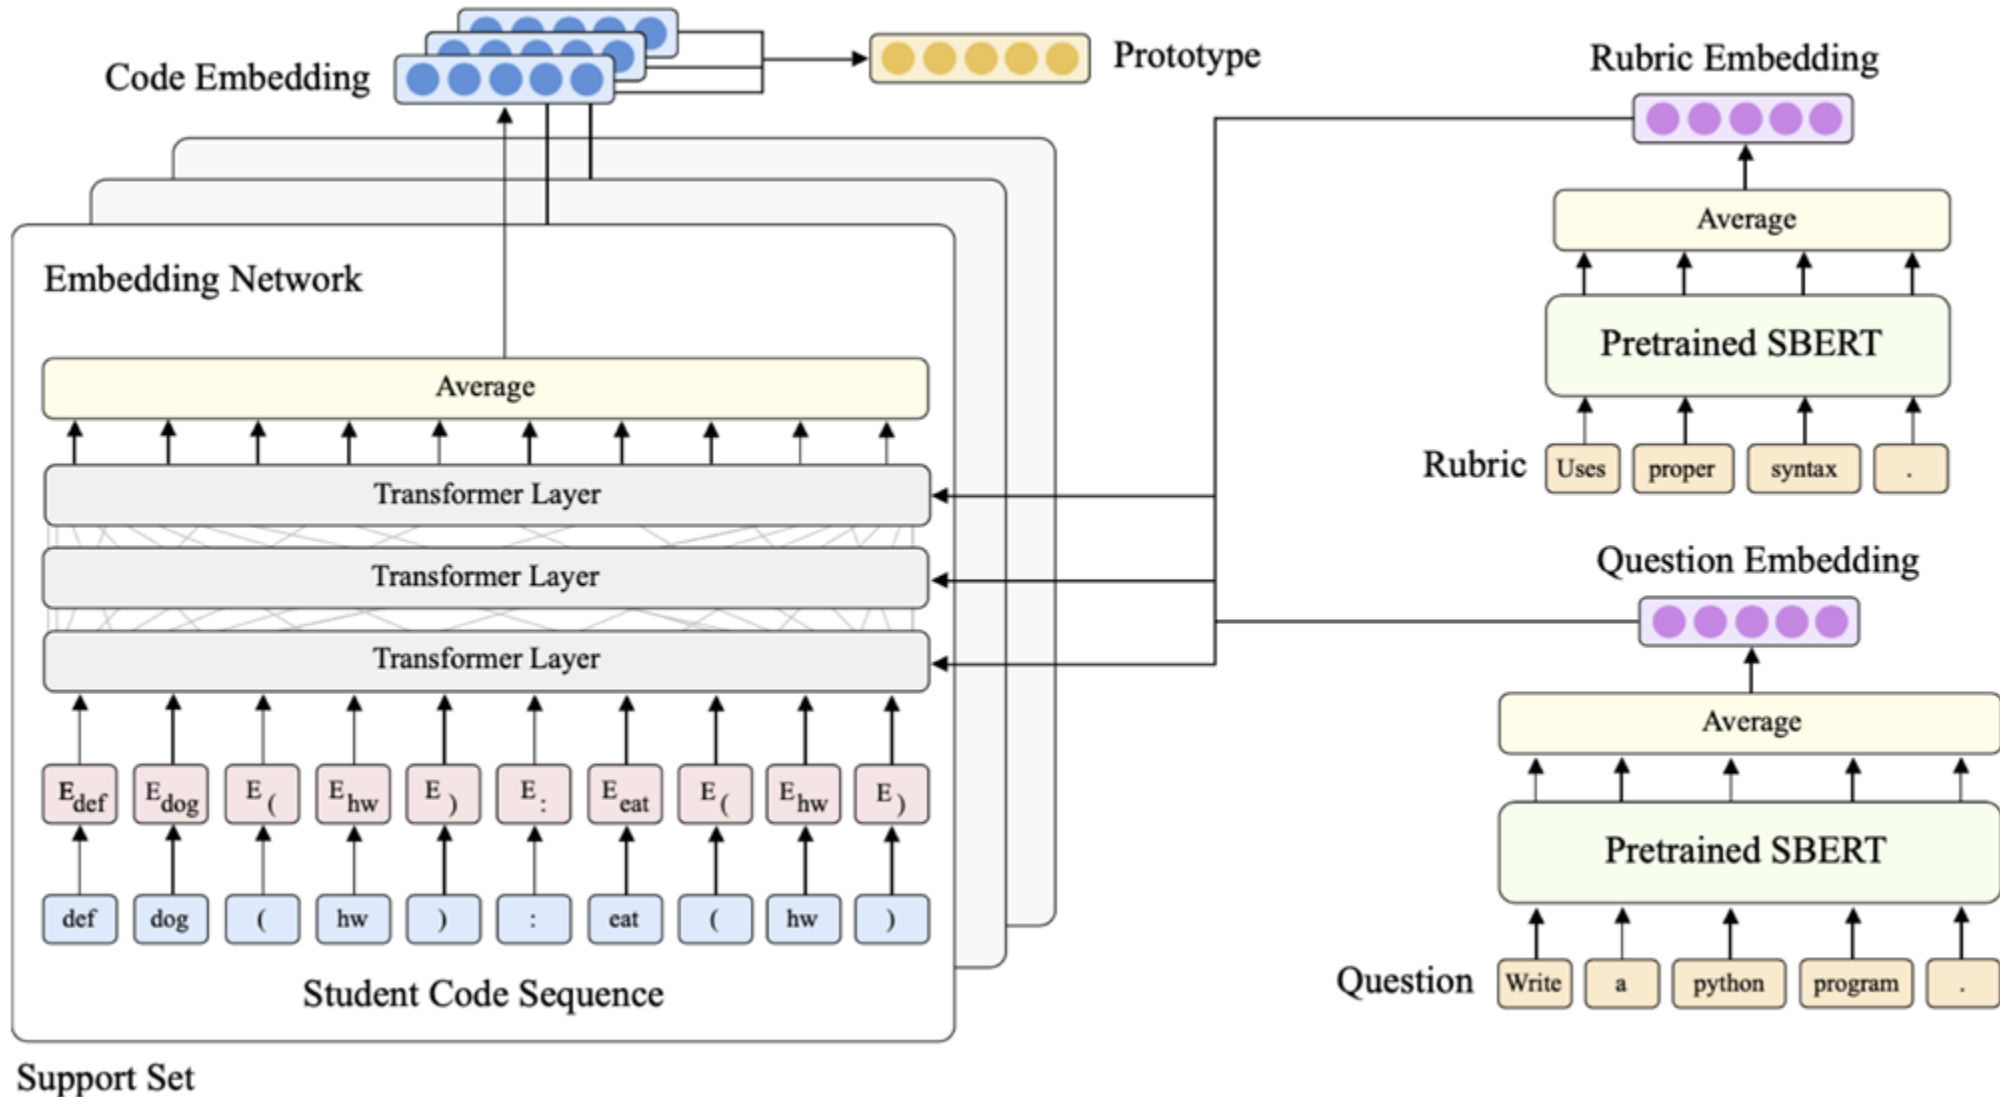 Code Embedding
Prototype
Embedding Network
Average
Transformer Layer
Transformer Layer
Transformer Layer
E def E dog E ( E hw E ) E : E eat E ( E hw E )
def dog ( hw ) : eat ( hw )
Student Code Sequence
Support Set
Rubric Embedding
Average
Pretrained SBERT
Rubric Uses proper syntax .
Question Embedding
Average
Pretrained SBERT
Question Write a python program .